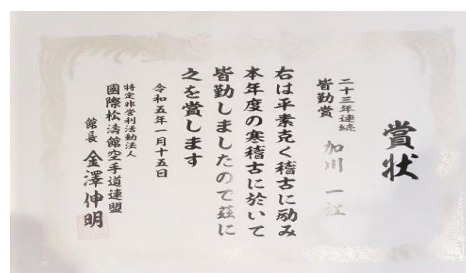 賞状
二十三年連続
皆勤賞
加川 一江
右は平素克く稽古に励み
本年度の寒稽古に於いて
皆勤しましたので茲に
之を賞します
令和五年一月十五日
特定非営利活動法人
國際松濤館空手道連盟
館長 金澤伸明